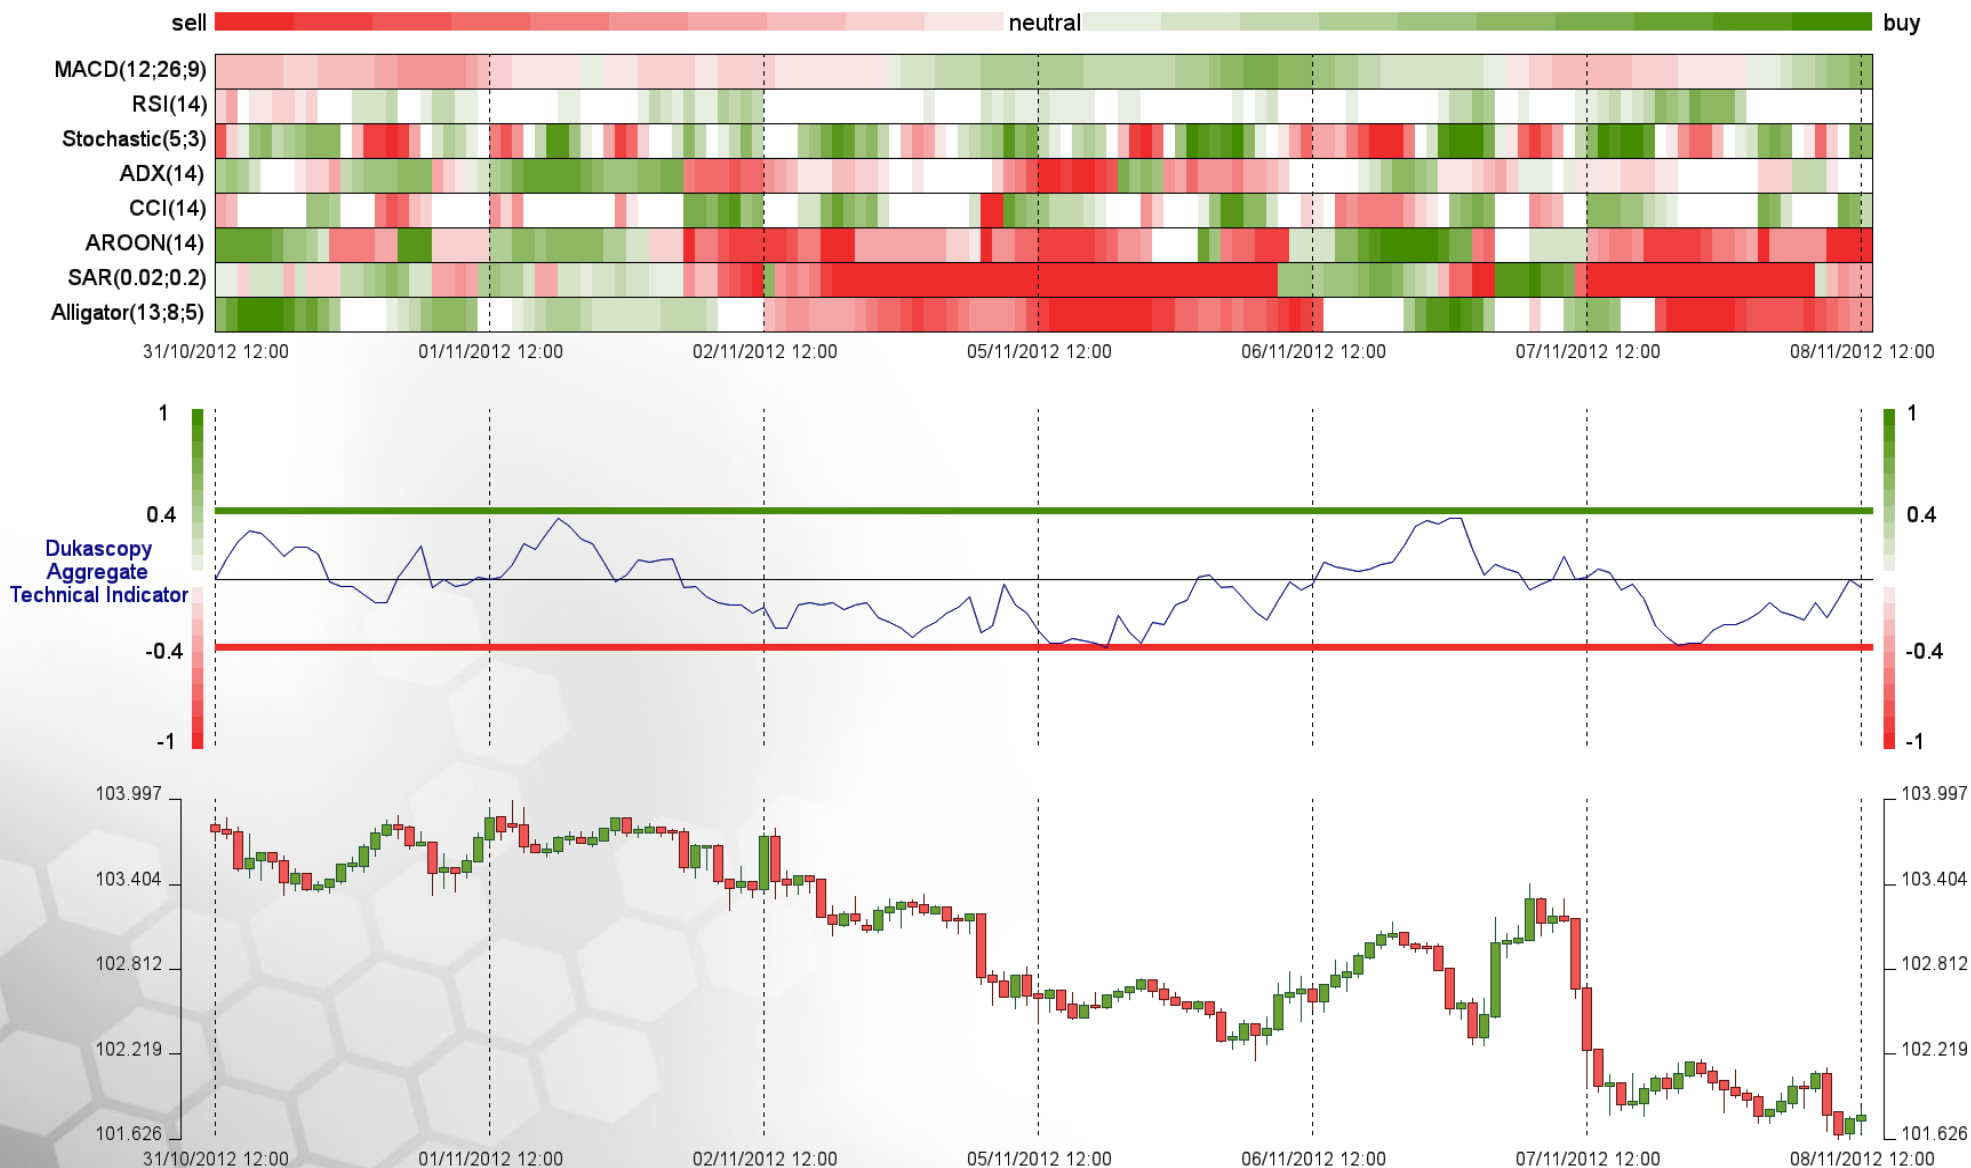 sell neutral buy
MACD(12;26;9)
RSI(14)
Stochastic(5;3)
ADX(14)
CCI(14)
AROON(14)
SAR(0.02;0.2)
Alligator(13;8;5)
31/10/2012 12:00 01/11/2012 12:00 02/11/2012 12:00 05/11/2012 12:00 06/11/2012 12:00 07/11/2012 12:00 08/11/2012 12:00
1 1
0.4 0.4
Dukascopy
Aggregate
Technical Indicator
-0.4 -0.4
-1 -1
103.997 103.997
103.404 103.404
102.812 102.812
102.219 102.219
101.626 101.626
31/10/2012 12:00 01/11/2012 12:00 02/11/2012 12:00 05/11/2012 12:00 06/11/2012 12:00 07/11/2012 12:00 08/11/2012 12:00